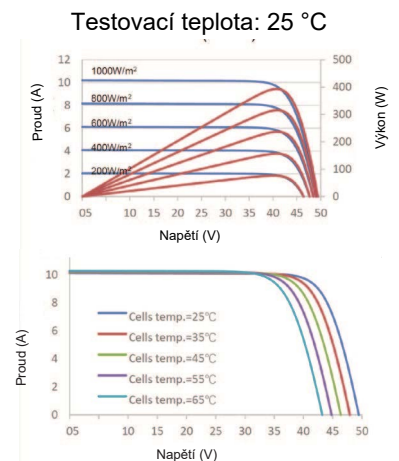 Testovací teplota: 25 °C
12 500
10 400
8 300
6 200
4 100
2
0 0
1000W/m²
800W/m²
600W/m²
400W/m²
200W/m²
Proud (A)
Výkon (W)
05 10 15 20 25 30 35 40 45 50
Napětí (V)
10
8
6
4
2
0
Proud (A)
Cells temp.=25℃
Cells temp.=35℃
Cells temp.=45℃
Cells temp.=55℃
Cells temp.=65℃
05 10 15 20 25 30 35 40 45 50
Napětí (V)